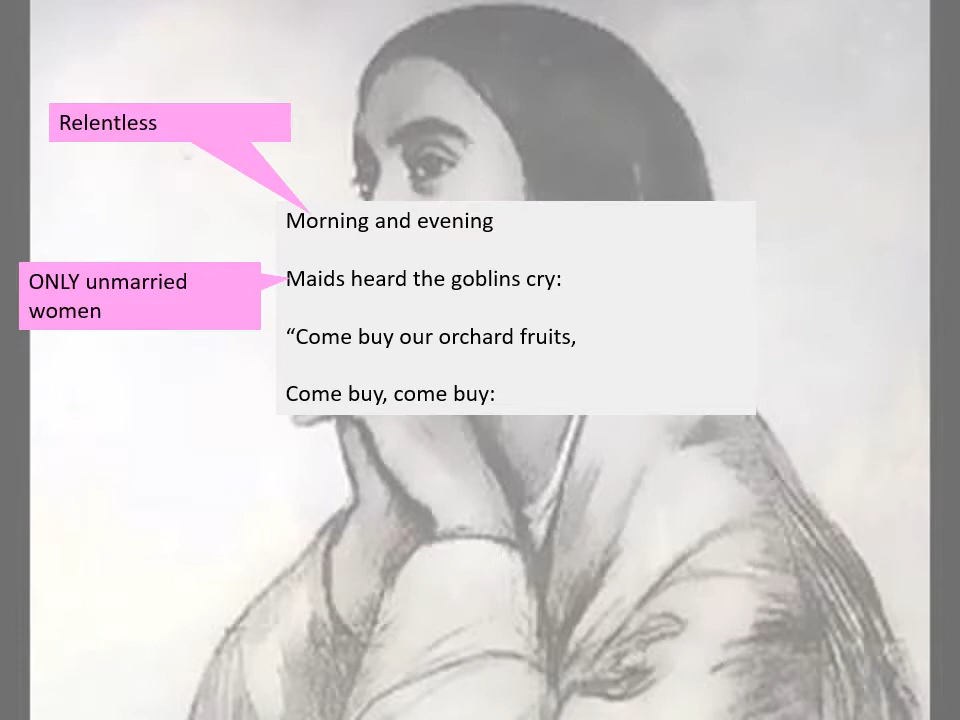 Relentless
Morning and evening
ONLY unmarried
women
Maids heard the goblins cry:
“Come buy our orchard fruits,
Come buy, come buy: